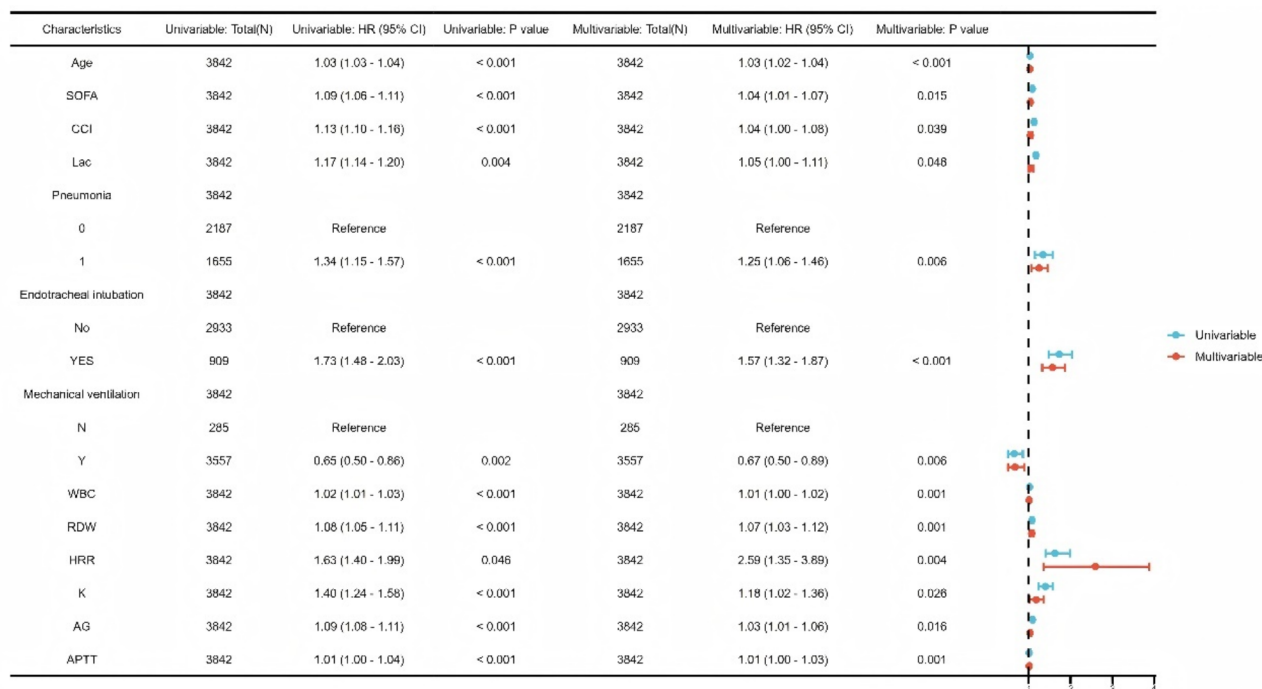 Characteristics Univariable: Total(N) Univariable: HR (95% CI) Univariable: P value Multivariable: Total(N) Multivariable: HR (95% CI) Multivariable: P value
Age 3842 1.03 (1.03 - 1.04) < 0.001 3842 1.03 (1.02 - 1.04) < 0.001
SOFA 3842 1.09 (1.06 - 1.11) < 0.001 3842 1.04 (1.01 - 1.07) 0.015
CCI 3842 1.13 (1.10 - 1.16) < 0.001 3842 1.04 (1.00 - 1.08) 0.039
Lac 3842 1.17 (1.14 - 1.20) 0.004 3842 1.05 (1.00 - 1.11) 0.048
Pneumonia 3842 3842
0 2187 Reference 2187 Reference
1 1655 1.34 (1.15 - 1.57) < 0.001 1655 1.25 (1.06 - 1.46) 0.006
Endotracheal intubation 3842 3842
No 2933 Reference 2933 Reference
YES 909 1.73 (1.48 - 2.03) < 0.001 909 1.57 (1.32 - 1.87) < 0.001
Univariable
Multivariable
Mechanical ventilation 3842 3842
N 285 Reference 285 Reference
Y 3557 0.65 (0.50 - 0.86) 0.002 3557 0.67 (0.50 - 0.89) 0.006
WBC 3842 1.02 (1.01 - 1.03) < 0.001 3842 1.01 (1.00 - 1.02) 0.001
RDW 3842 1.08 (1.05 - 1.11) < 0.001 3842 1.07 (1.03 - 1.12) 0.001
HRR 3842 1.63 (1.40 - 1.99) 0.046 3842 2.59 (1.35 - 3.89) 0.004
K 3842 1.40 (1.24 - 1.58) < 0.001 3842 1.18 (1.02 - 1.36) 0.026
AG 3842 1.09 (1.08 - 1.11) < 0.001 3842 1.03 (1.01 - 1.06) 0.016
APTT 3842 1.01 (1.00 - 1.04) < 0.001 3842 1.01 (1.00 - 1.03) 0.001